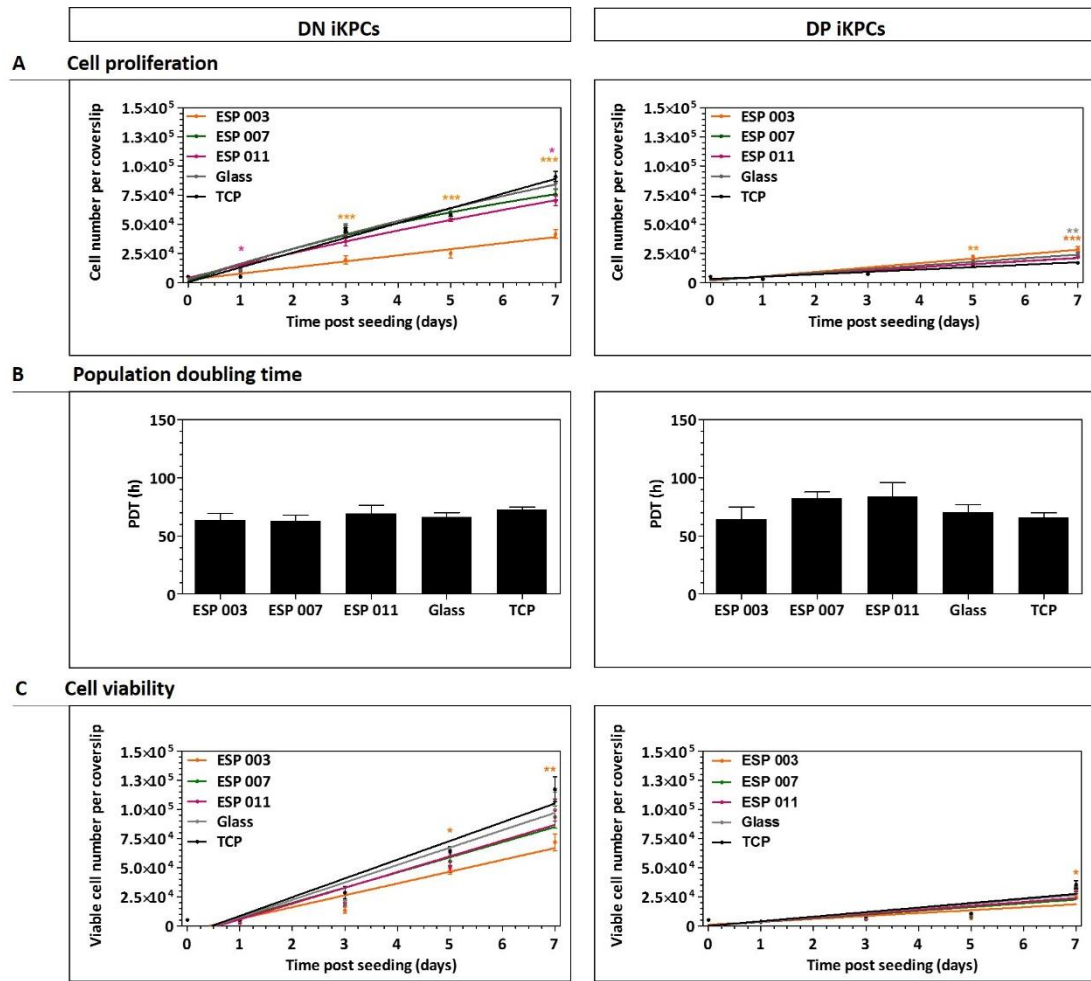 DN iKPCs
DP iKPCs
A Cell proliferation
Cell number per coverslip
1.5×10⁵
1.3×10⁵
1.0×10⁵
7.5×10⁴
5.0×10⁴
2.5×10⁴
0
ESP 003
ESP 007
ESP 011
Glass
TCP
*
***
***
***
*
0 1 2 3 4 5 6 7
Time post seeding (days)
Cell number per coverslip
1.5×10⁵
1.3×10⁵
1.0×10⁵
7.5×10⁴
5.0×10⁴
2.5×10⁴
0
ESP 003
ESP 007
ESP 011
Glass
TCP
**
**
***
0 1 2 3 4 5 6 7
Time post seeding (days)
B Population doubling time
PDT (h)
150
100
50
0
ESP 003 ESP 007 ESP 011 Glass TCP
PDT (h)
150
100
50
0
ESP 003 ESP 007 ESP 011 Glass TCP
C Cell viability
Viable cell number per coverslip
1.5×10⁵
1.3×10⁵
1.0×10⁵
7.5×10⁴
5.0×10⁴
2.5×10⁴
0
ESP 003
ESP 007
ESP 011
Glass
TCP
*
**
0 1 2 3 4 5 6 7
Time post seeding (days)
Viable cell number per coverslip
1.5×10⁵
1.3×10⁵
1.0×10⁵
7.5×10⁴
5.0×10⁴
2.5×10⁴
0
ESP 003
ESP 007
ESP 011
Glass
TCP
*
0 1 2 3 4 5 6 7
Time post seeding (days)